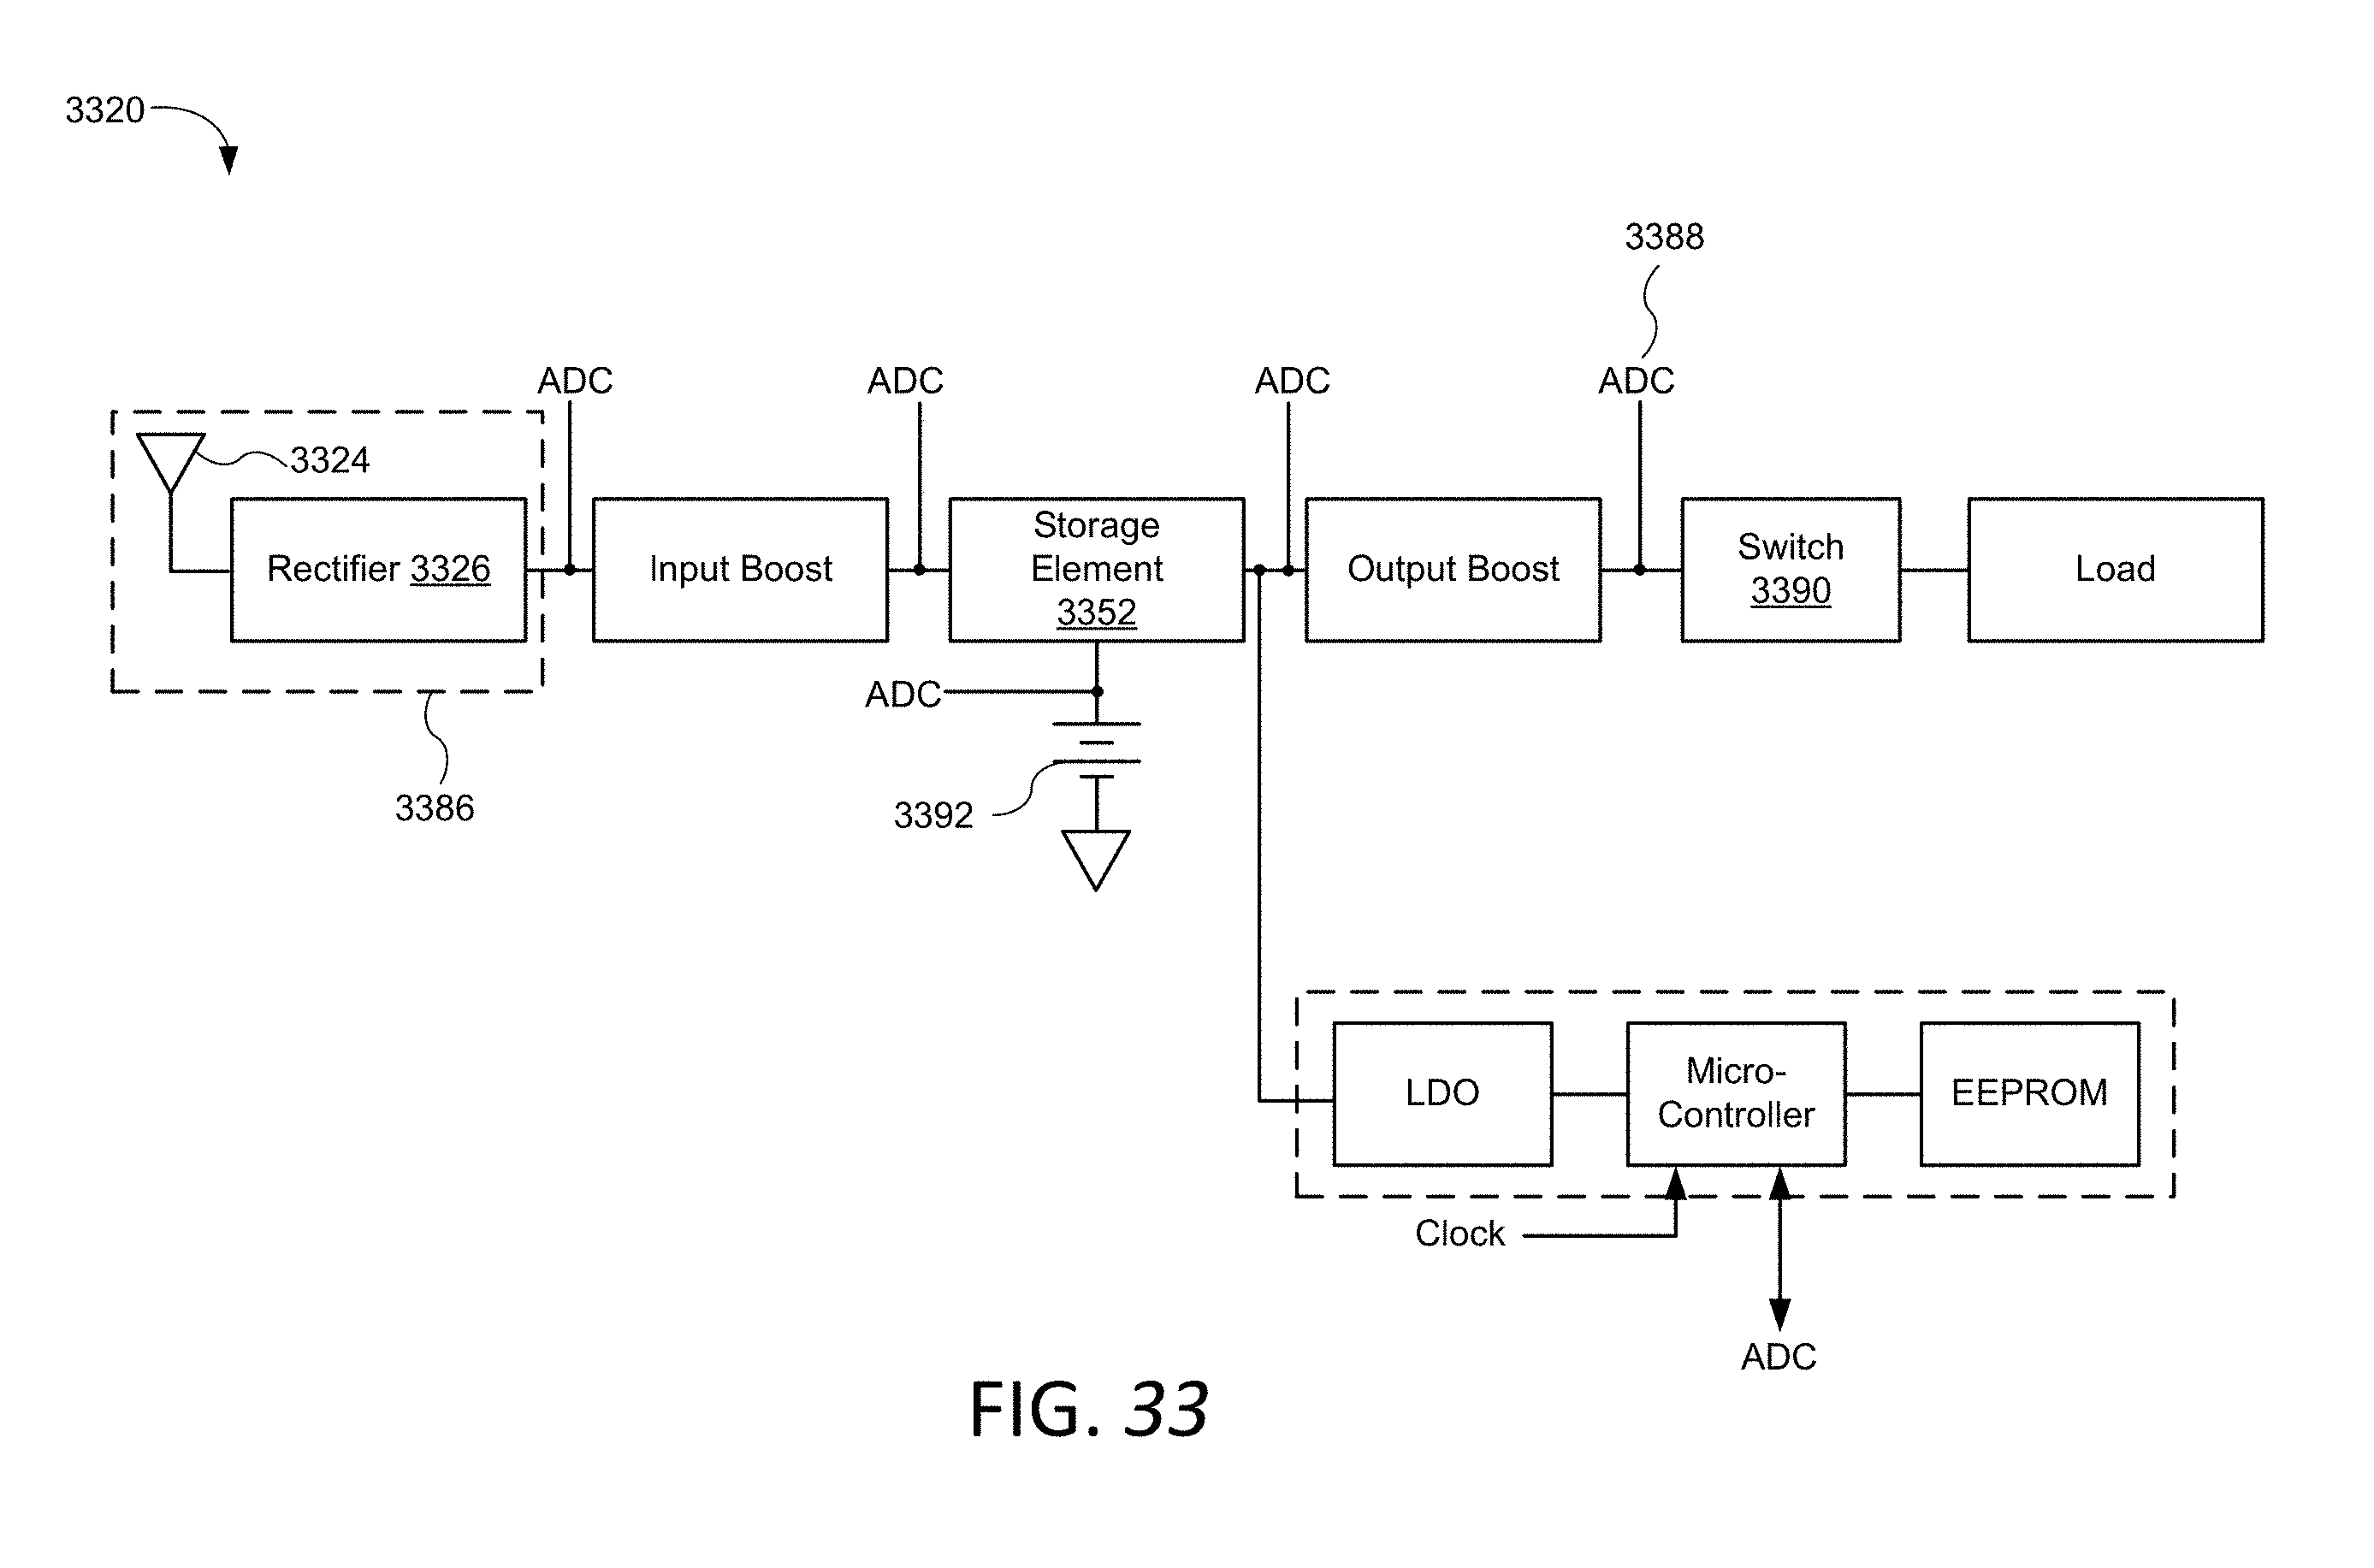 3320
3388
ADC
ADC
ADC
ADC
3324
Rectifier 3326
Input Boost
Storage
Element
3352
Output Boost
Switch
3390
Load
ADC
3386
3392
LDO
Micro-
Controller
EEPROM
Clock
ADC
FIG. 33